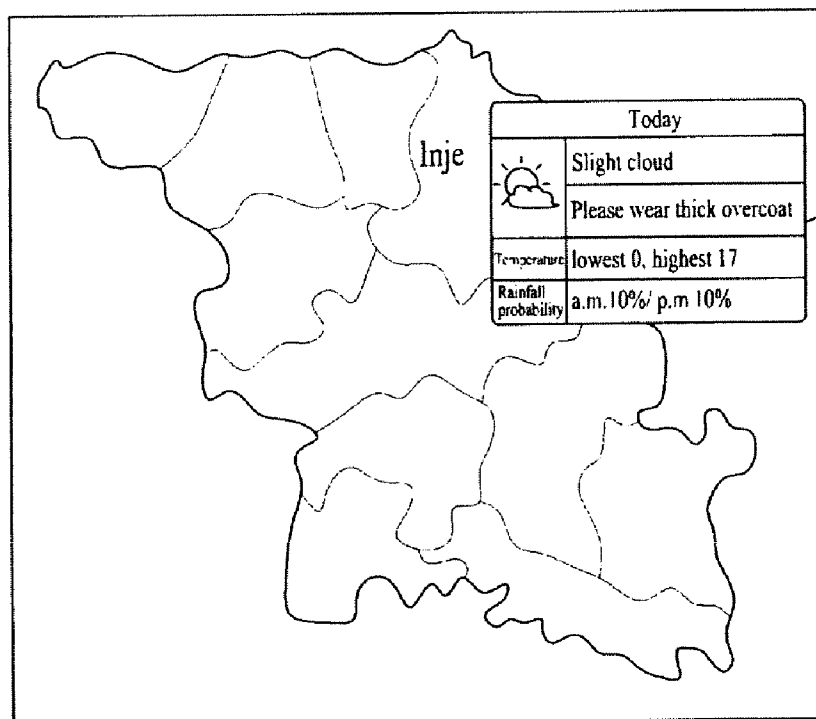 Inje
Today
Slight cloud
Please wear thick overcoat
Temperature
lowest 0, highest 17
Rainfall
probability
a.m.10%/ p.m 10%